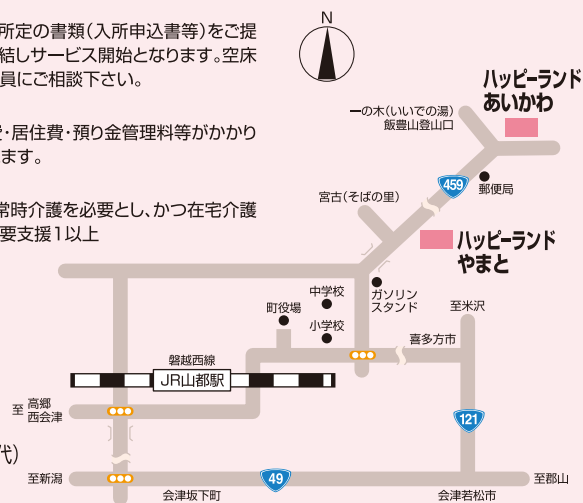 所定の書類（入所申込書等）をご提
結しサービス開始となります。空床
員にご相談下さい。
費・居住費・預り金管理料等がかかり
ます。
常時介護を必要とし、かつ在宅介護
要支援1以上
代）
N
ハッピーランド
あいかわ
一の木（いいでの湯）
飯豊山登山口
459
郵便局
宮古（そばの里）
ハッピーランド
やまと
ガソリン
スタンド
中学校
町役場
小学校
至米沢
喜多方市
磐越西線
JR山都駅
至 高郷
西会津
121
至新潟
49
至郡山
会津坂下町
会津若松市